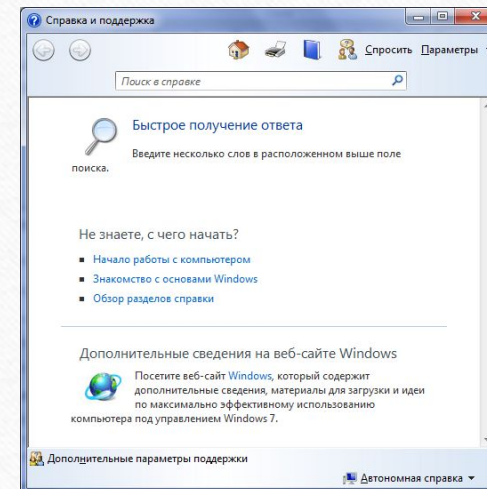 Справка и поддержка
Спросить Параметры
Поиск в справке
Быстрое получение ответа
Введите несколько слов в расположенном выше поле
поиска.
Не знаете, с чего начать?
Начало работы с компьютером
Знакомство с основами Windows
Обзор разделов справки
Дополнительные сведения на веб-сайте Windows
Посетите веб-сайт Windows, который содержит
дополнительные сведения, материалы для загрузки и идеи
по максимально эффективному использованию
компьютера под управлением Windows 7.
Дополнительные параметры поддержки
Автономная справка